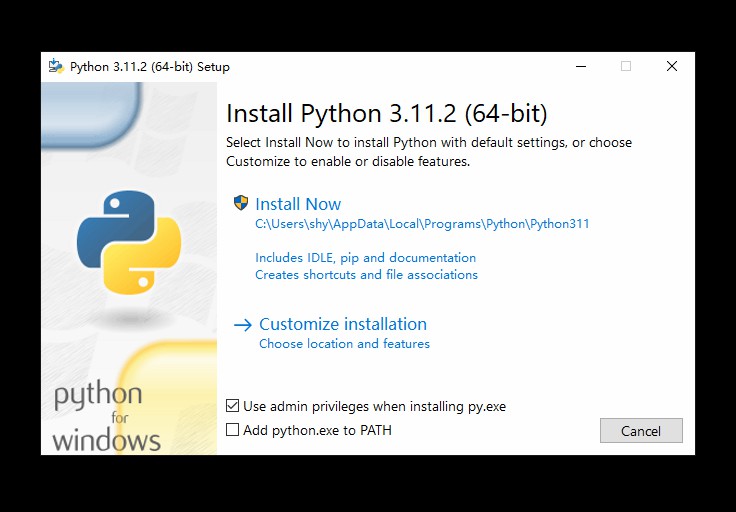 Python 3.11.2 (64-bit) Setup
Install Python 3.11.2 (64-bit)
Select Install Now to install Python with default settings, or choose
Customize to enable or disable features.
Install Now
C:\Users\shy\AppData\Local\Programs\Python\Python311
Includes IDLE, pip and documentation
Creates shortcuts and file associations
Customize installation
Choose location and features
python
for
windows
Use admin privileges when installing py.exe
Add python.exe to PATH
Cancel